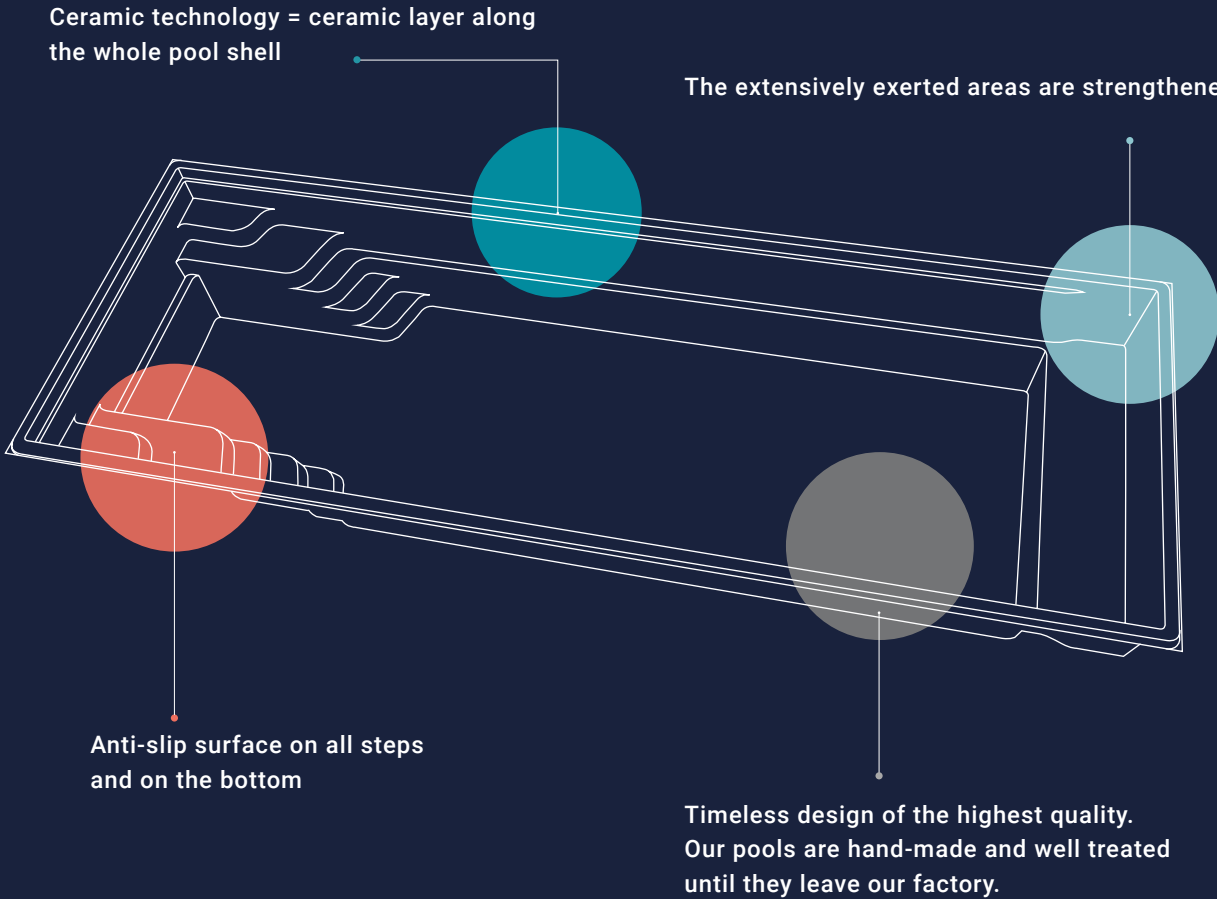 Ceramic technology = ceramic layer along
the whole pool shell
The extensively exerted areas are strengthene
Anti-slip surface on all steps
and on the bottom
Timeless design of the highest quality.
Our pools are hand-made and well treated
until they leave our factory.